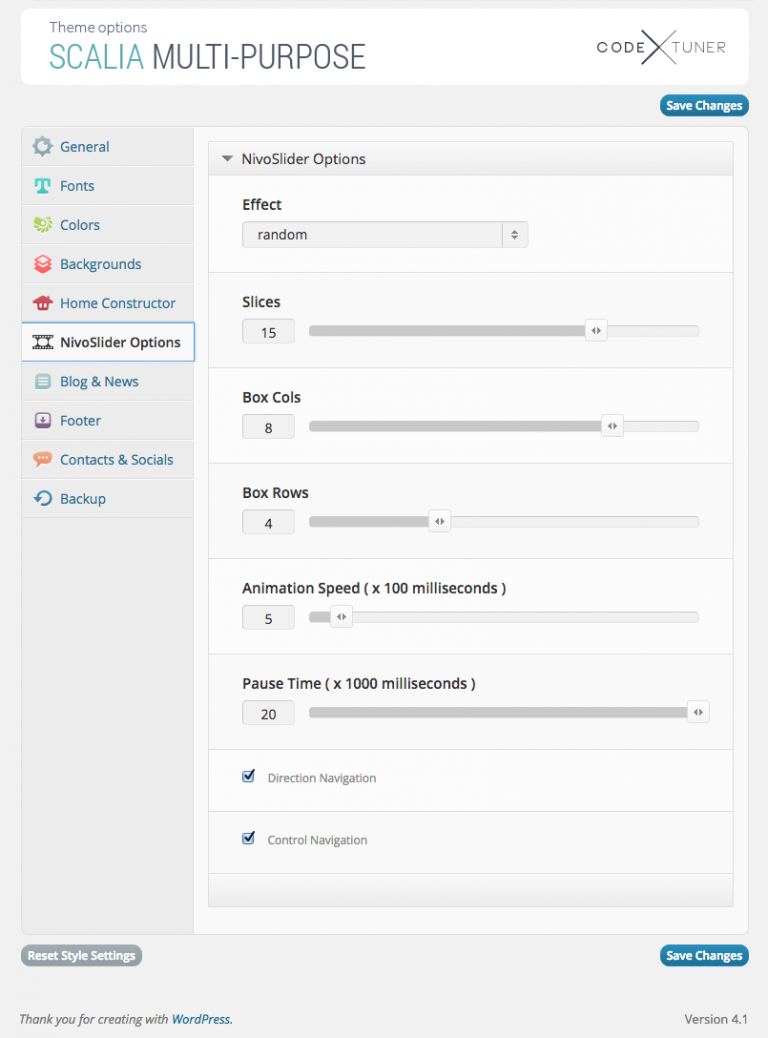 Theme options
SCALIA MULTI-PURPOSE
CODE TUNER
Save Changes
General
Fonts
Colors
Backgrounds
Home Constructor
NivoSlider Options
Blog & News
Footer
Contacts & Socials
Backup
NivoSlider Options
Effect
random
Slices
15
Box Cols
8
Box Rows
4
Animation Speed ( x 100 milliseconds )
5
Pause Time ( x 1000 milliseconds )
20
Direction Navigation
Control Navigation
Reset Style Settings
Save Changes
Thank you for creating with WordPress.
Version 4.1